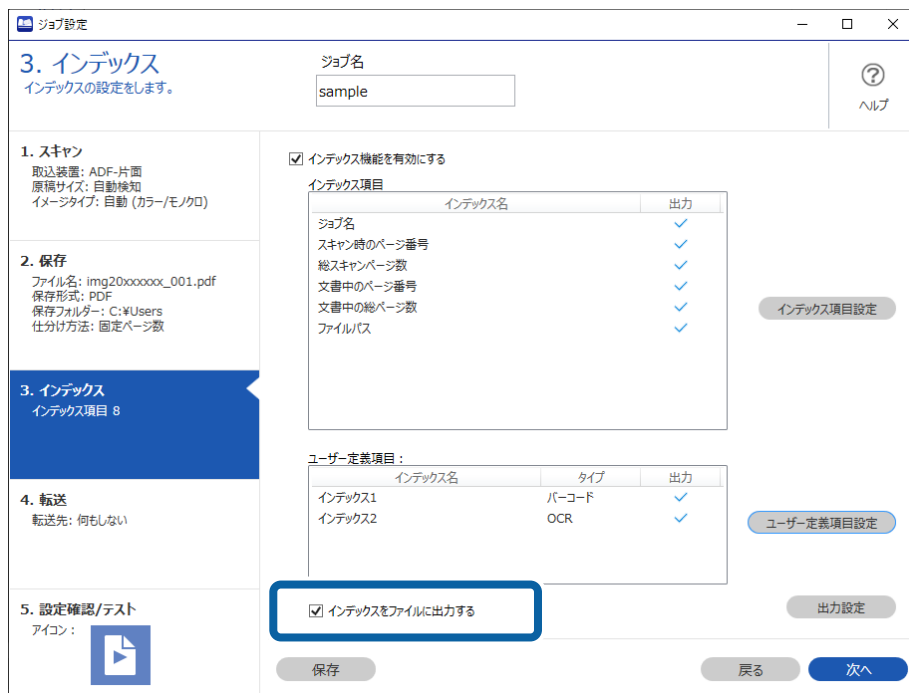 ジョブ設定
3. インデックス
インデックスの設定をします。
ジョブ名
sample
ヘルプ
1. スキャン
取込装置: ADF-片面
原稿サイズ: 自動検知
イメージタイプ: 自動 (カラー/モノクロ)
2. 保存
ファイル名: img20xxxxxx_001.pdf
保存形式: PDF
保存フォルダー: C:¥Users
仕分け方法: 固定ページ数
3. インデックス
インデックス項目 8
4. 転送
転送先: 何もしない
5. 設定確認/テスト
アイコン :
インデックス機能を有効にする
インデックス項目
インデックス名 出力
ジョブ名
スキャン時のページ番号
総スキャンページ数
文書中のページ番号
文書中の総ページ数
ファイルパス
インデックス項目設定
ユーザー定義項目 :
インデックス名 タイプ 出力
インデックス1 バーコード
インデックス2 OCR
ユーザー定義項目設定
インデックスをファイルに出力する
出力設定
保存 戻る 次へ